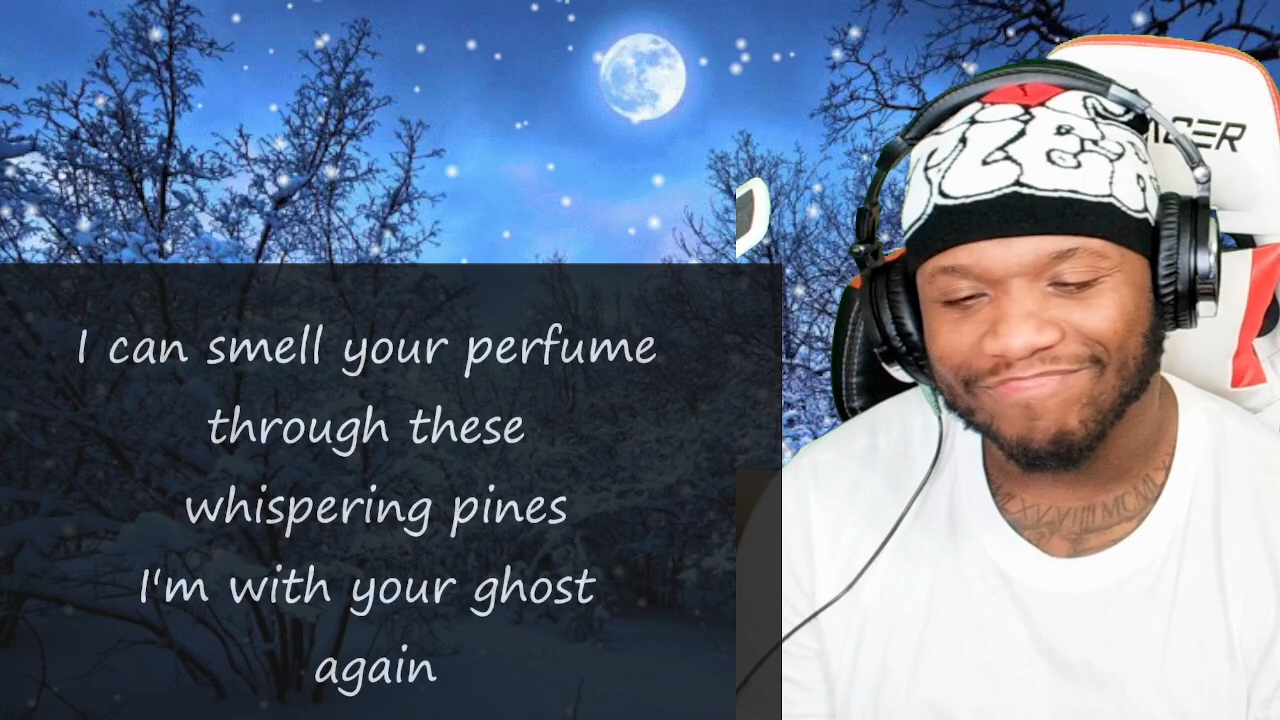 I can smell your perfume
through these
whispering pines
I'm with your ghost
again